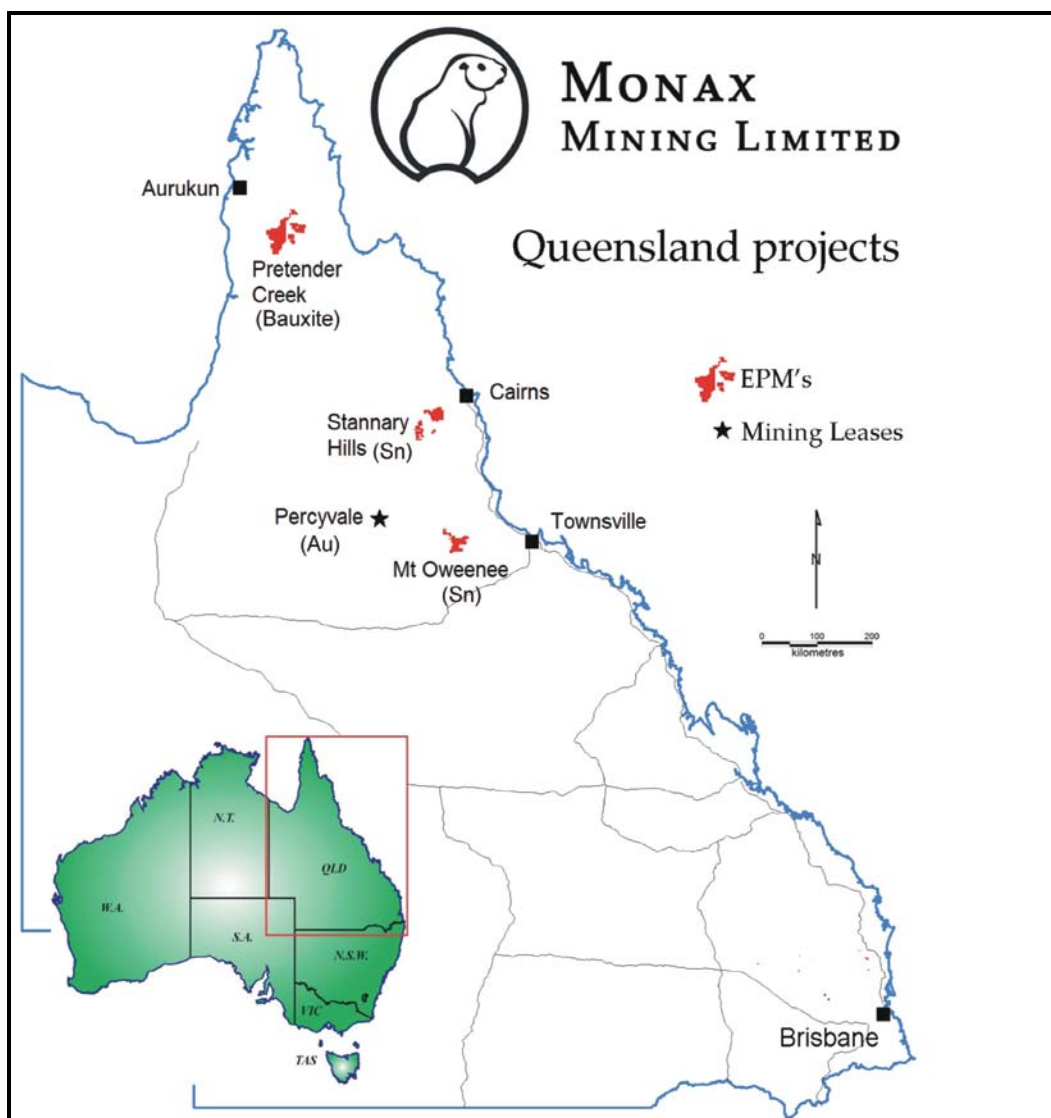 MONAX
MINING LIMITED
Queensland projects
Aurukun
Pretender
Creek
(Bauxite)
EPM's
Mining Leases
Cairns
Stannary
Hills (Sn)
Percyvale
(Au)
Townsville
Mt Oweenee
(Sn)
N
0 100 200
kilometres
N.T.
QLD
W.A.
S.A.
N.S.W.
VIC
TAS
Brisbane